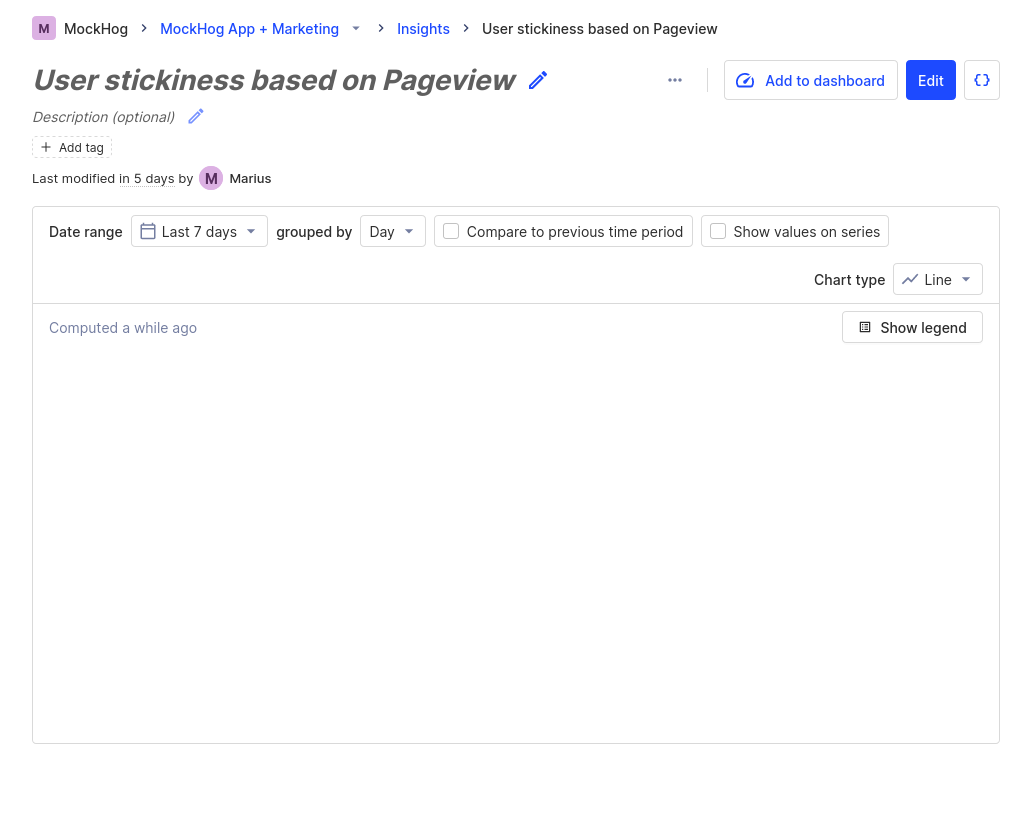 M MockHog > MockHog App + Marketing > Insights > User stickiness based on Pageview
User stickiness based on Pageview ··· Add to dashboard Edit {}
Description (optional)
+ Add tag
Last modified in 5 days by M Marius
Date range Last 7 days grouped by Day Compare to previous time period Show values on series
Chart type Line
Computed a while ago Show legend